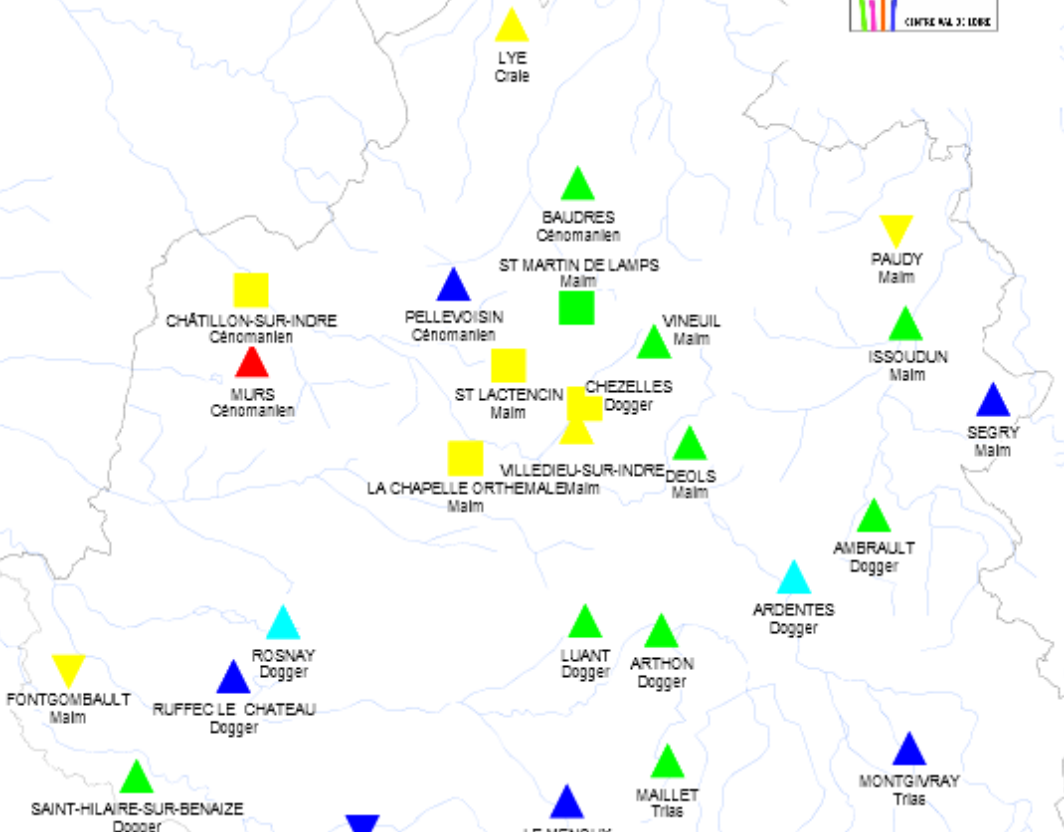 CENTRE VAL DE LOIRE
LYE
Craie
BAUDRES
Cénomanien
ST MARTIN DE LAMPS
Malm
PAUDY
Malm
CHÂTILLON-SUR-INDRE
Cénomanien
PELLEVOISIN
Cénomanien
VINEUIL
Malm
ISSOUDUN
Malm
MURS
Cénomanien
ST LACTENCIN
Malm
CHEZELLES
Dogger
SEGRY
Malm
VILLEDIEU-SUR-INDRE
Malm
DEOLS
Malm
LA CHAPELLE ORTHEMALE
Malm
AMBRAULT
Dogger
ARDENTES
Dogger
ROSNAY
Dogger
LUANT
Dogger
ARTHON
Dogger
FONTGOMBAULT
Malm
RUFFEC LE CHATEAU
Dogger
MONTGIVRAY
Trias
MAILLET
Trias
SAINT-HILAIRE-SUR-BENAIZE
Dogger